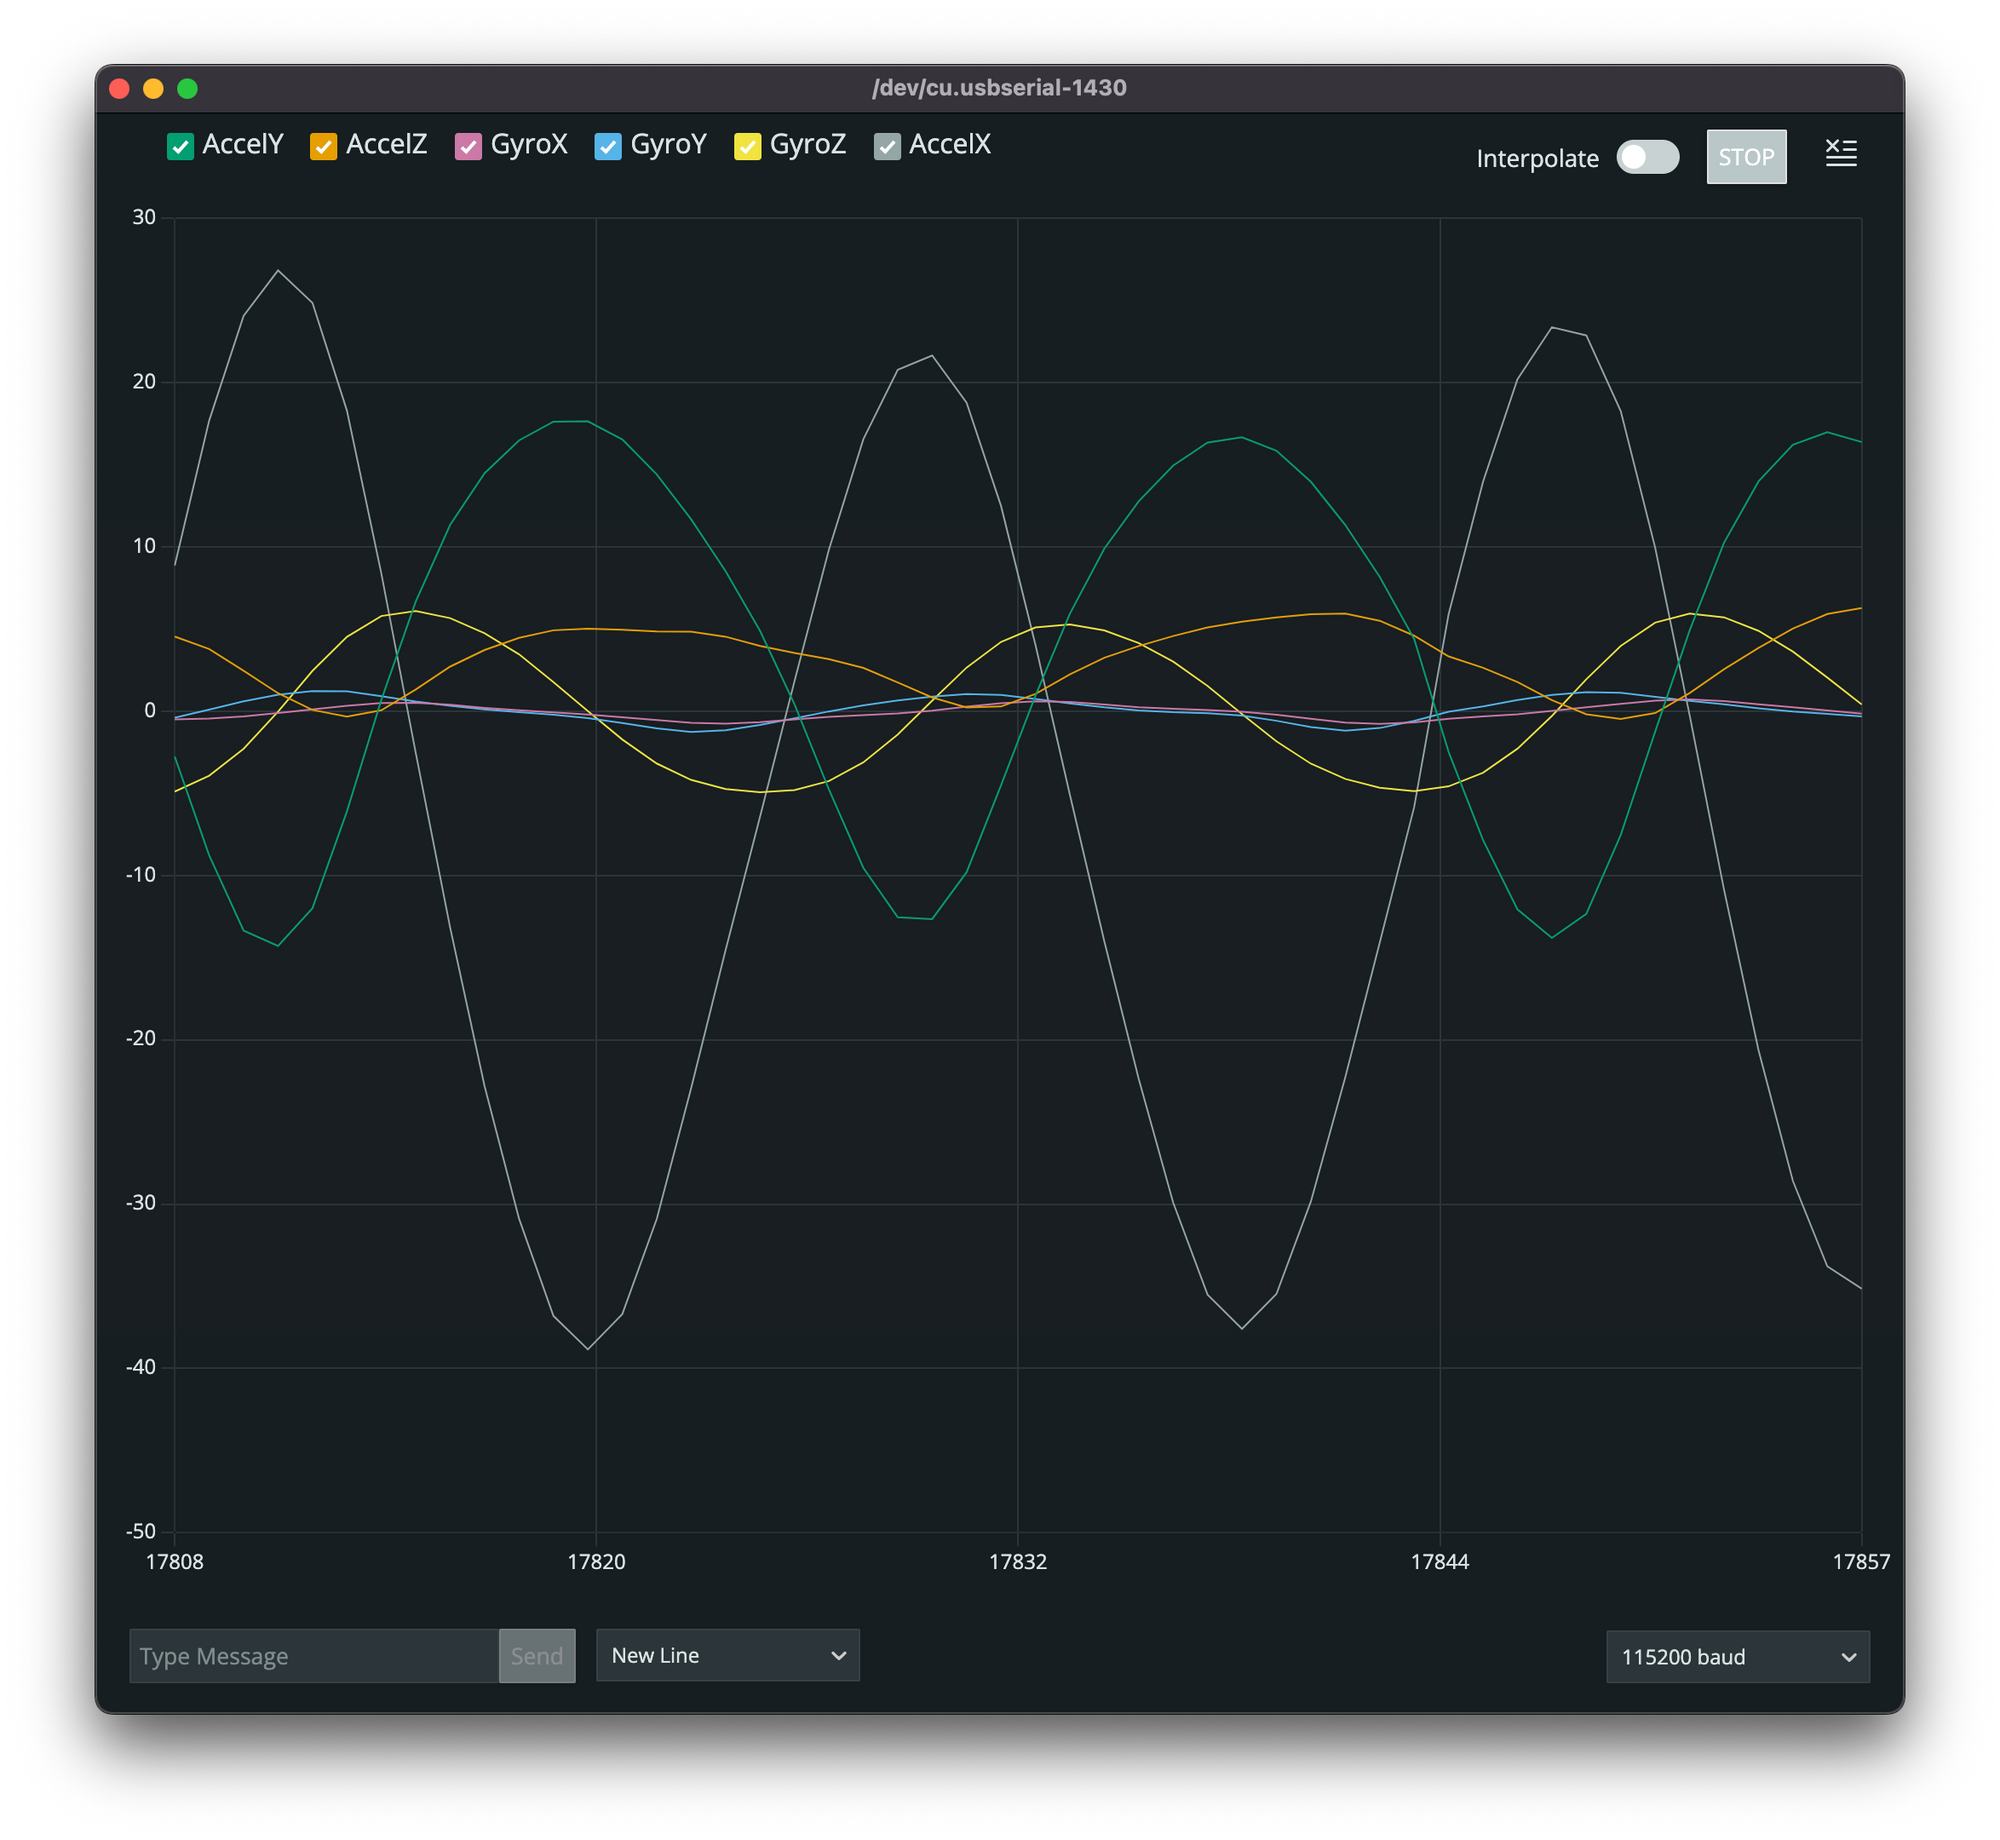 /dev/cu.usbserial-1430
AccelY AccelZ GyroX GyroY GyroZ AccelX
Interpolate STOP
30
20
10
0
-10
-20
-30
-40
-50
17808 17820 17832 17844 17857
Type Message Send New Line 115200 baud